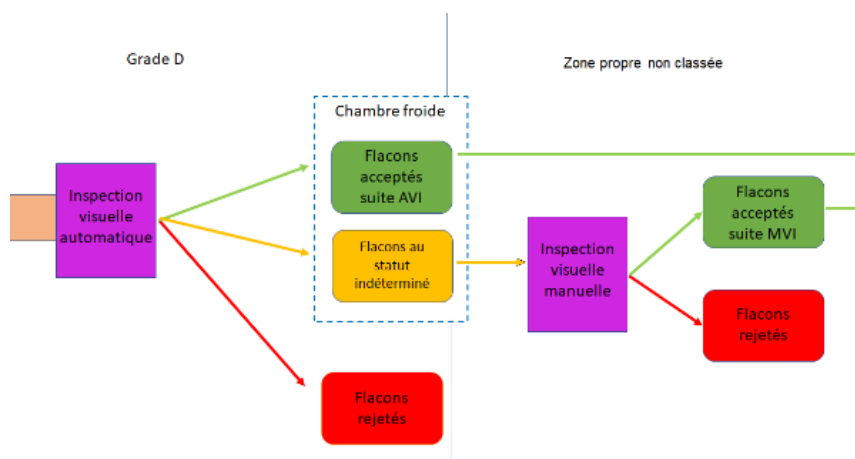 Grade D
Zone propre non classée
Chambre froide
Flacons
acceptés
suite AVI
Inspection
visuelle
automatique
Flacons au
statut
indéterminé
Flacons
rejetés
Inspection
visuelle
manuelle
Flacons
acceptés
suite MVI
Flacons
rejetés